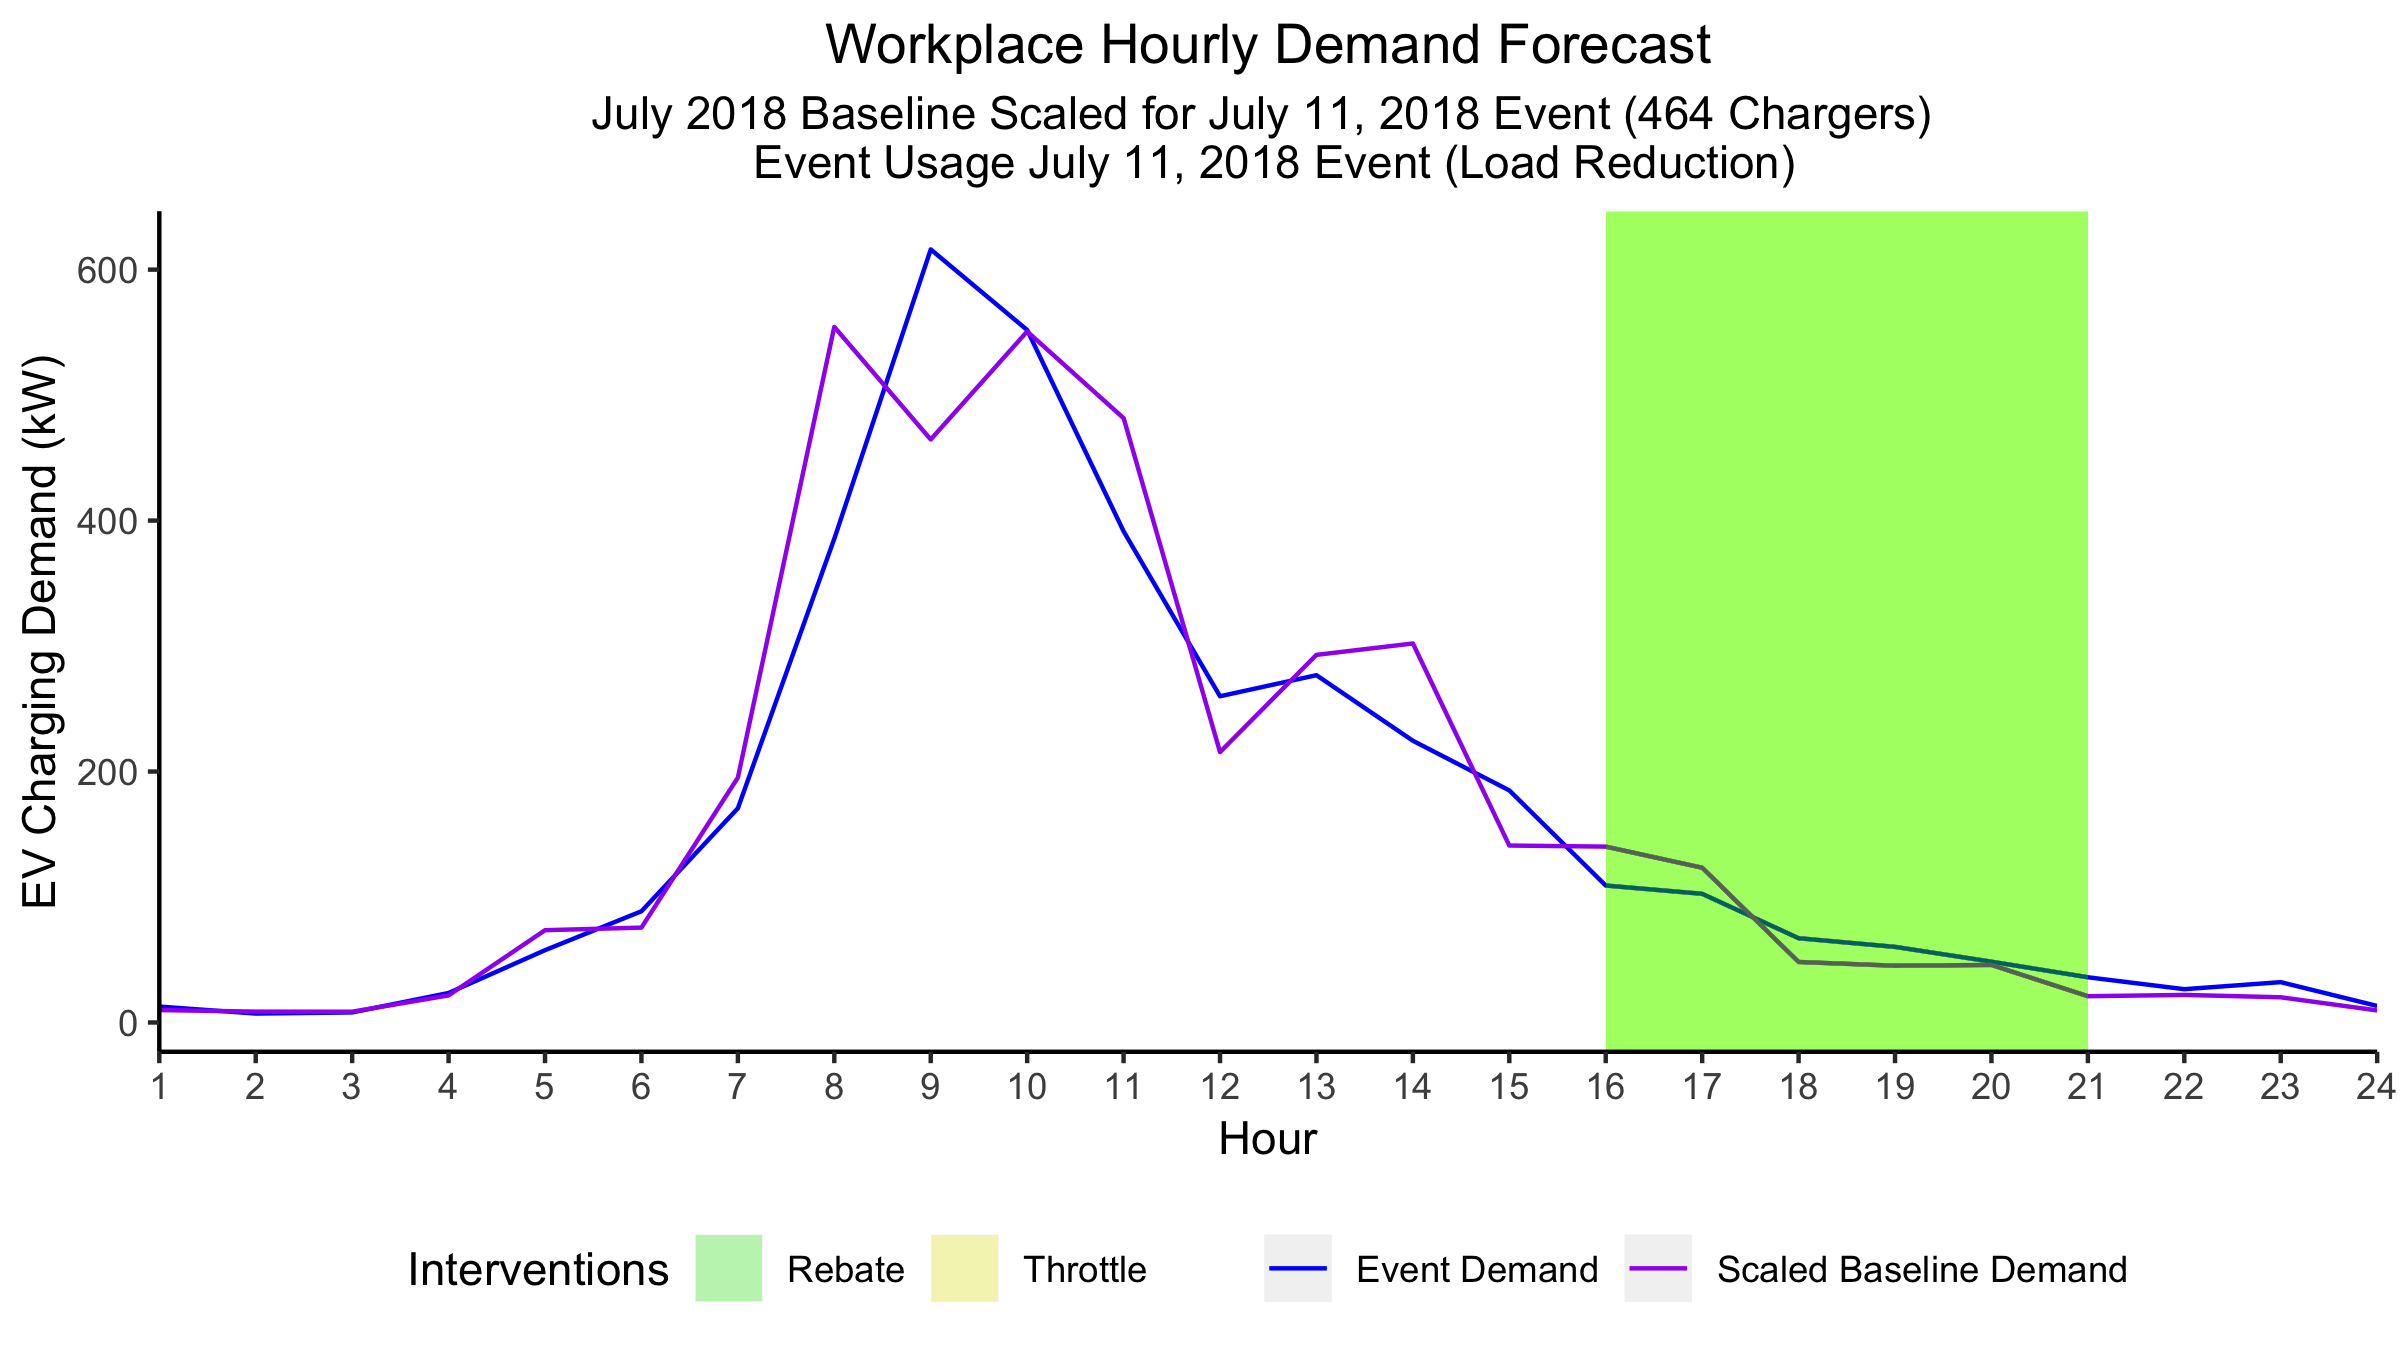 Workplace Hourly Demand Forecast
July 2018 Baseline Scaled for July 11, 2018 Event (464 Chargers)
Event Usage July 11, 2018 Event (Load Reduction)
EV Charging Demand (kW)
600
400
200
0
1 2 3 4 5 6 7 8 9 10 11 12 13 14 15 16 17 18 19 20 21 22 23 24
Hour
Interventions Rebate Throttle Event Demand Scaled Baseline Demand